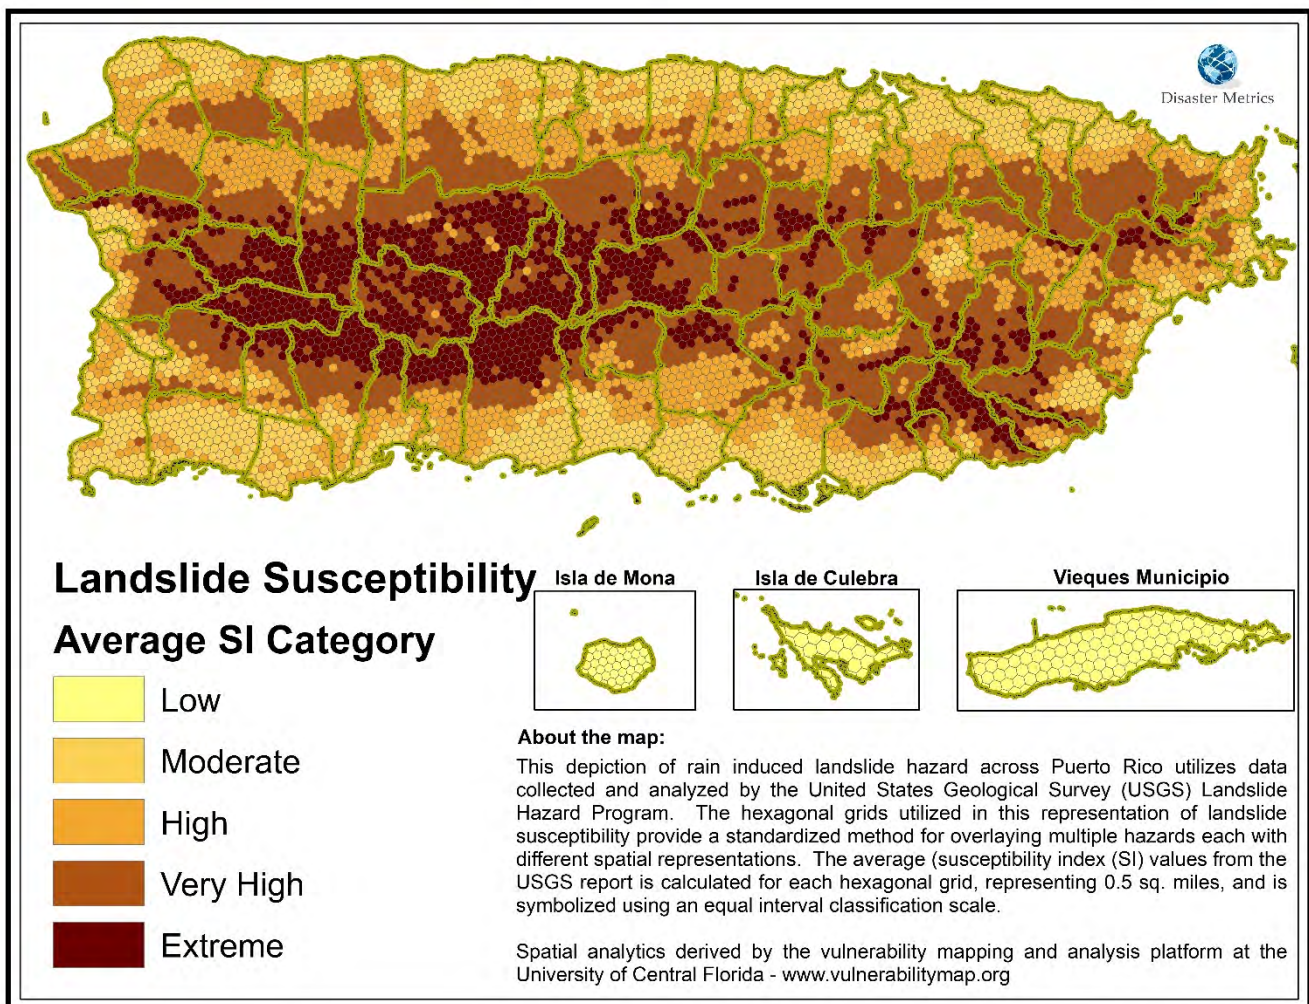 Disaster Metrics
Landslide Susceptibility
Average SI Category
Low
Moderate
High
Very High
Extreme
Isla de Mona
Isla de Culebra
Vieques Municipio
About the map:
This depiction of rain induced landslide hazard across Puerto Rico utilizes data
collected and analyzed by the United States Geological Survey (USGS) Landslide
Hazard Program. The hexagonal grids utilized in this representation of landslide
susceptibility provide a standardized method for overlaying multiple hazards each with
different spatial representations. The average (susceptibility index (SI) values from the
USGS report is calculated for each hexagonal grid, representing 0.5 sq. miles, and is
symbolized using an equal interval classification scale.
Spatial analytics derived by the vulnerability mapping and analysis platform at the
University of Central Florida - www.vulnerabilitymap.org